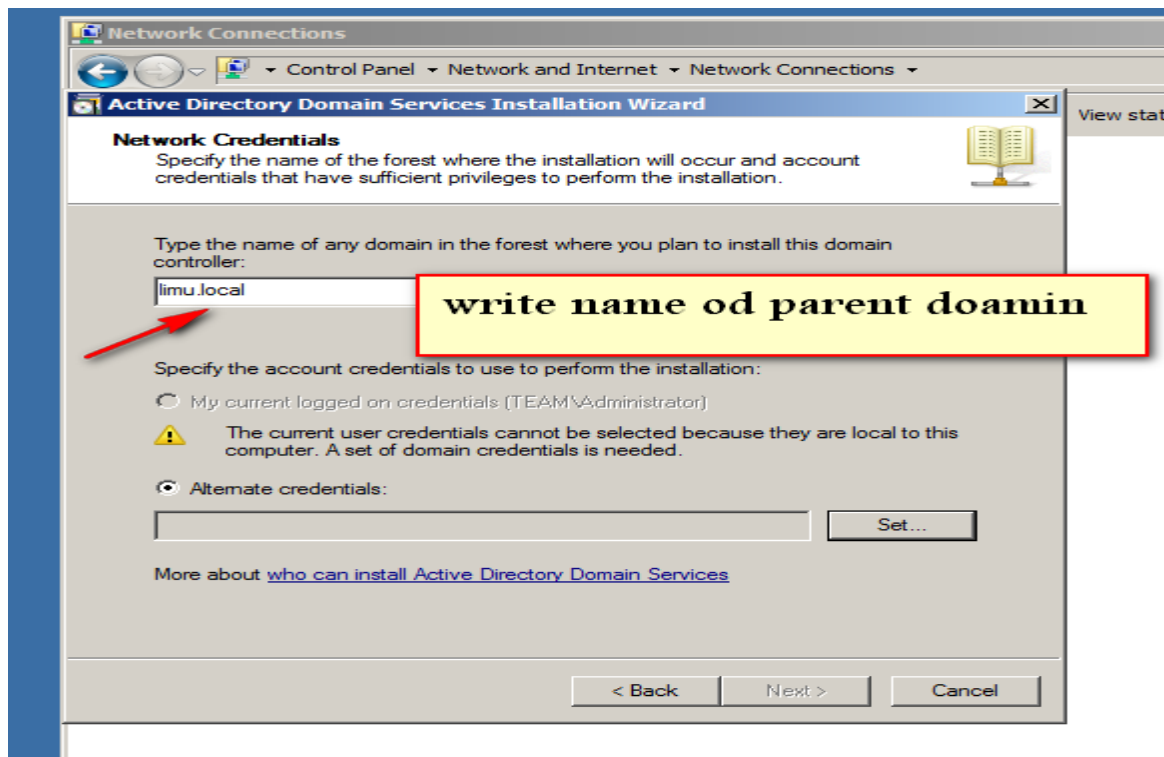 Network Connections
Control Panel Network and Internet Network Connections
Active Directory Domain Services Installation Wizard
View stat
Network Credentials
Specify the name of the forest where the installation will occur and account
credentials that have sufficient privileges to perform the installation.
Type the name of any domain in the forest where you plan to install this domain
controller:
limu.local
write name od parent doamin
Specify the account credentials to use to perform the installation:
My current logged on credentials (TEAM\Administrator)
The current user credentials cannot be selected because they are local to this
computer. A set of domain credentials is needed.
Alternate credentials:
Set...
More about who can install Active Directory Domain Services
< Back Next > Cancel